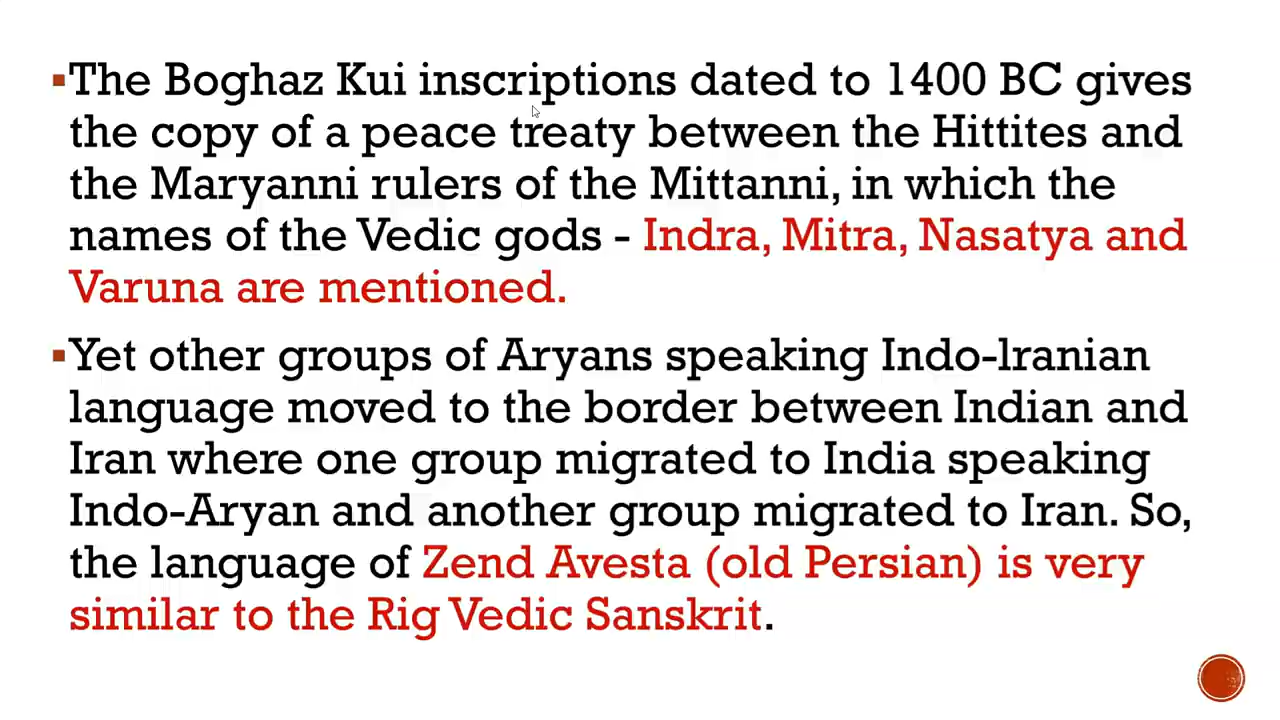 ▪The Boghaz Kui inscriptions dated to 1400 BC gives
the copy of a peace treaty between the Hittites and
the Maryanni rulers of the Mittanni, in which the
names of the Vedic gods - Indra, Mitra, Nasatya and
Varuna are mentioned.
▪Yet other groups of Aryans speaking Indo-lranian
language moved to the border between Indian and
Iran where one group migrated to India speaking
Indo-Aryan and another group migrated to Iran. So,
the language of Zend Avesta (old Persian) is very
similar to the Rig Vedic Sanskrit.